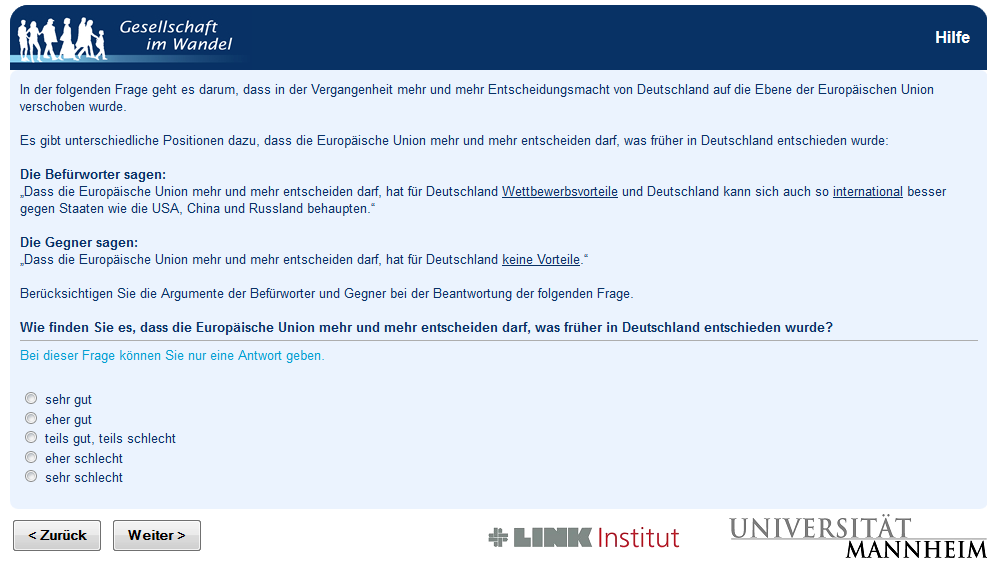 Gesellschaft
im Wandel
Hilfe
In der folgenden Frage geht es darum, dass in der Vergangenheit mehr und mehr Entscheidungsmacht von Deutschland auf die Ebene der Europäischen Union
verschoben wurde.
Es gibt unterschiedliche Positionen dazu, dass die Europäische Union mehr und mehr entscheiden darf, was früher in Deutschland entschieden wurde:
Die Befürworter sagen:
„Dass die Europäische Union mehr und mehr entscheiden darf, hat für Deutschland Wettbewerbsvorteile und Deutschland kann sich auch so international besser
gegen Staaten wie die USA, China und Russland behaupten.“
Die Gegner sagen:
„Dass die Europäische Union mehr und mehr entscheiden darf, hat für Deutschland keine Vorteile.“
Berücksichtigen Sie die Argumente der Befürworter und Gegner bei der Beantwortung der folgenden Frage.
Wie finden Sie es, dass die Europäische Union mehr und mehr entscheiden darf, was früher in Deutschland entschieden wurde?
Bei dieser Frage können Sie nur eine Antwort geben.
sehr gut
eher gut
teils gut, teils schlecht
eher schlecht
sehr schlecht
< Zurück
Weiter >
LINK Institut
UNIVERSITÄT
MANNHEIM